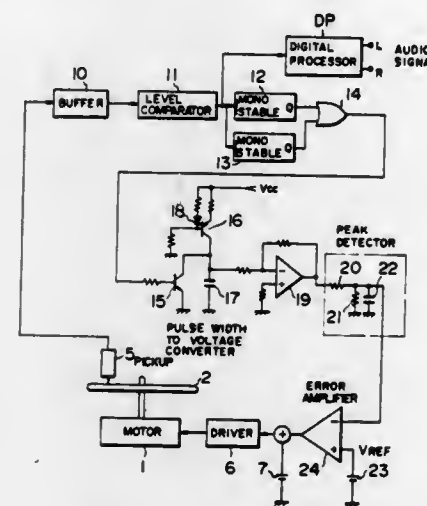 DP
DIGITAL
PROCESSOR
L
R
AUDIO
SIGNA
10
BUFFER
11
LEVEL
COMPARATOR
12
MONO
STABLE
Q
14
MONO
STABLE
Q
13
Vcc
18
16
15
17
19
PULSE WIDTH
TO VOLTAGE
CONVERTER
PEAK
DETECTOR
20
22
21
5 PICKUP
2
MOTOR
1
DRIVER
6
7
ERROR
AMPLIFIER
24
VREF
23